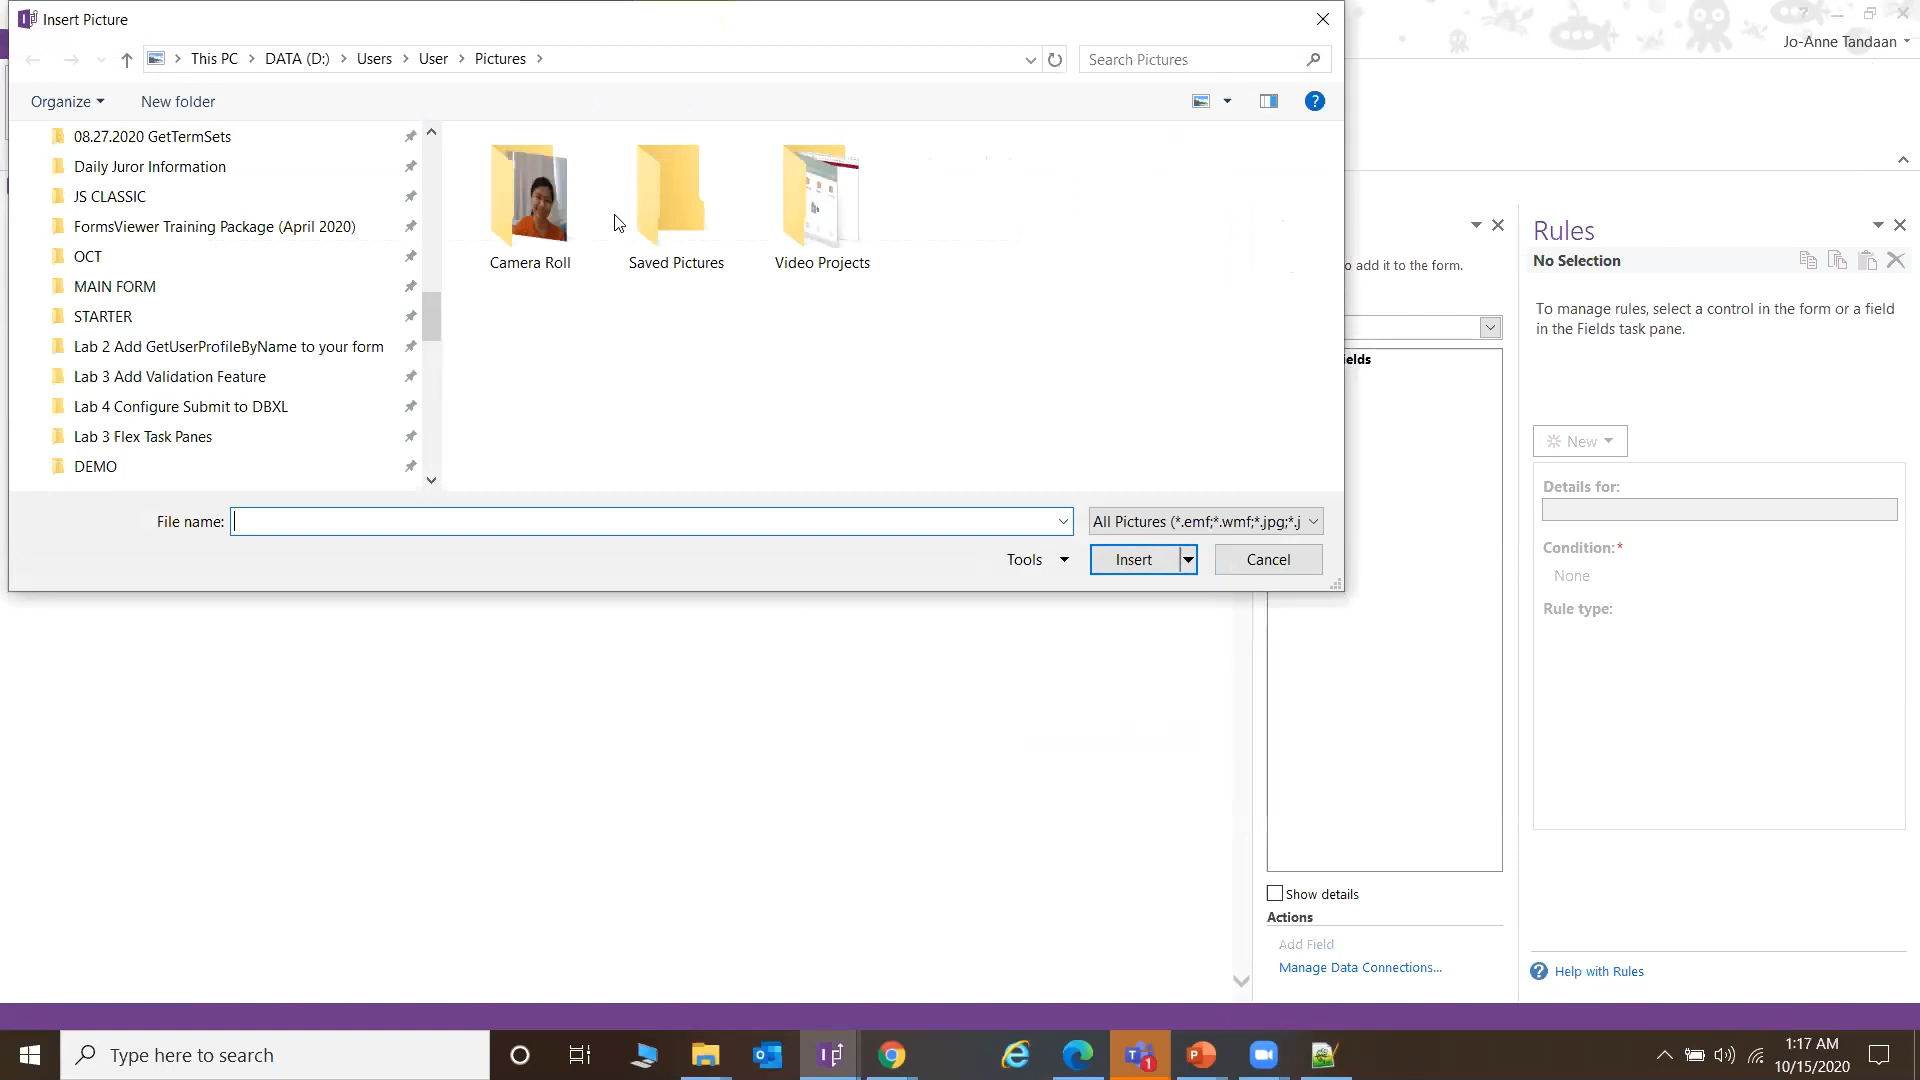 Insert Picture
Jo-Anne Tandaan
This PC > DATA (D:) > Users > User > Pictures >
Search Pictures
Organize
New folder
08.27.2020 GetTermSets
Daily Juror Information
JS CLASSIC
FormsViewer Training Package (April 2020)
OCT
MAIN FORM
STARTER
Lab 2 Add GetUserProfileByName to your form
Lab 3 Add Validation Feature
Lab 4 Configure Submit to DBXL
Lab 3 Flex Task Panes
DEMO
Camera Roll
Saved Pictures
Video Projects
File name:
All Pictures (*.emf;*.wmf;*.jpg;*.j
Tools
Insert
Cancel
o add it to the form.
ields
Show details
Actions
Add Field
Manage Data Connections...
Rules
No Selection
To manage rules, select a control in the form or a field
in the Fields task pane.
New
Details for:
Condition:*
None
Rule type:
Help with Rules
Type here to search
1
1:17 AM
10/15/2020